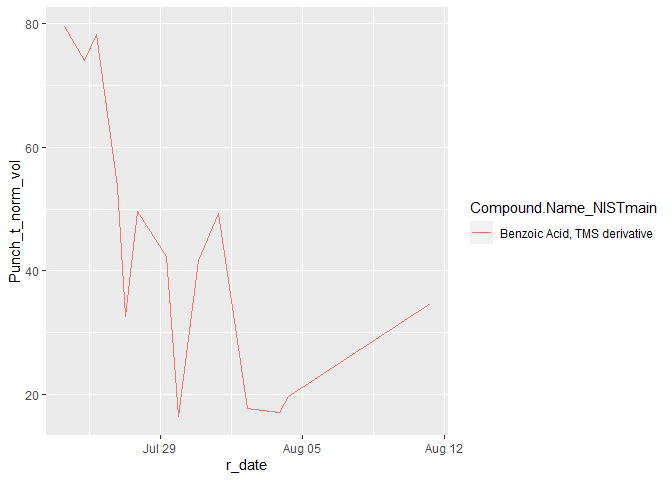 80
60
40
20
Punch_t_norm_vol
Jul 29
Aug 05
Aug 12
r_date
Compound.Name_NISTmain
Benzoic Acid, TMS derivative